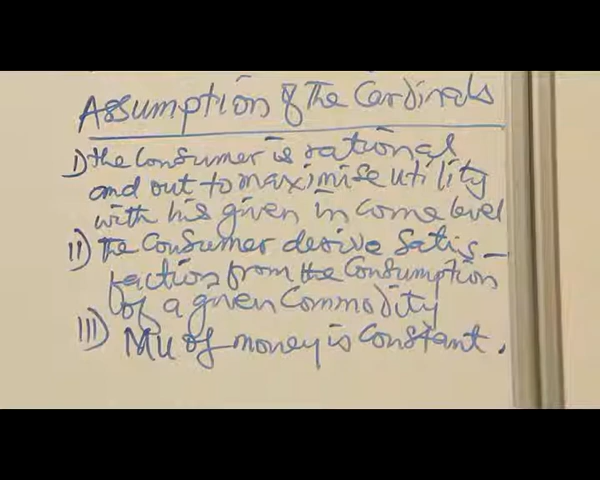 Assumption of the Cardinals
I) the Consumer is rational
and out to maximise utility
with his given income level
II) the Consumer derive Satis-
faction from the Consumption
of a given Commodity
III) MU of money is Constant.